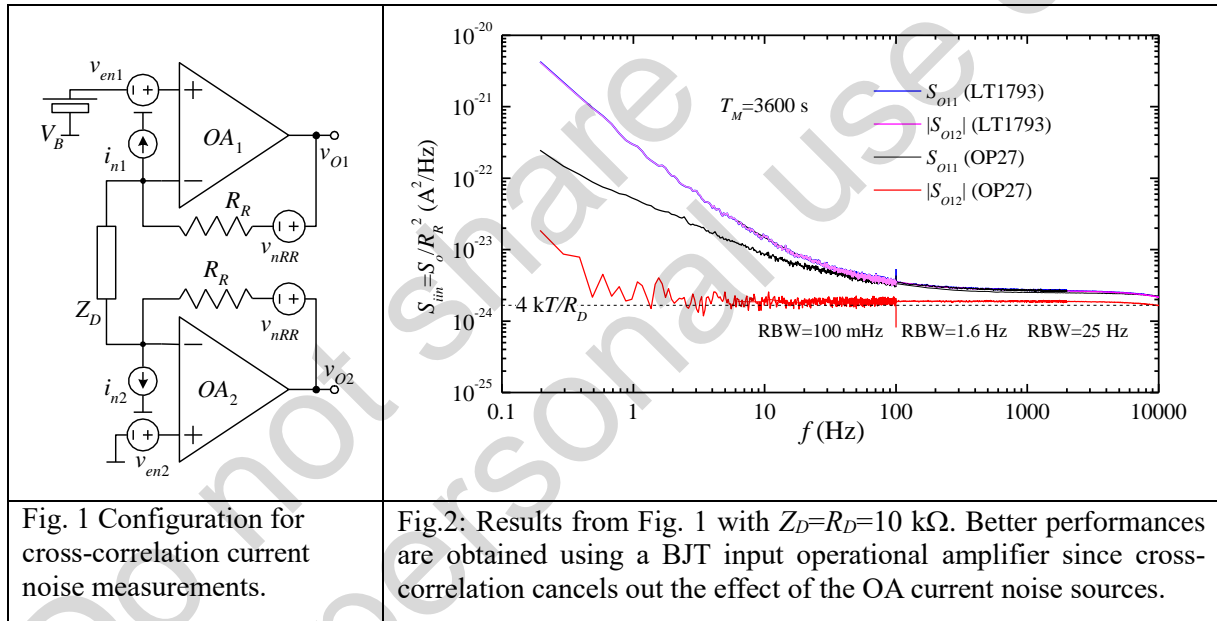 v_en1
V_B
i_n1
OA_1
v_O1
R_R
v_nRR
Z_D
R_R
v_nRR
i_n2
OA_2
v_O2
v_en2
+
−
−
+
S_iin=S_o/R_R^2 (A^2/Hz)
10^-20
10^-21
10^-22
10^-23
10^-24
10^-25
T_M=3600 s
S_O11 (LT1793)
|S_O12| (LT1793)
S_O11 (OP27)
|S_O12| (OP27)
4 kT/R_D
RBW=100 mHz
RBW=1.6 Hz
RBW=25 Hz
0.1
1
10
100
1000
10000
f (Hz)
Fig. 1 Configuration for
cross-correlation current
noise measurements.
Fig.2: Results from Fig. 1 with Z_D=R_D=10 kΩ. Better performances
are obtained using a BJT input operational amplifier since cross-
correlation cancels out the effect of the OA current noise sources.
Do not share
personal use